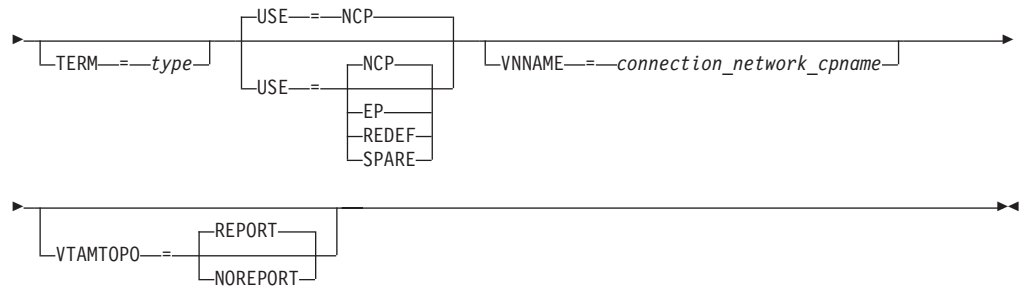 USE = NCP
TERM = type
USE = NCP
VNNAME = connection_network_cpname
EP
REDEF
SPARE
REPORT
VTAMTOPO =
NOREPORT